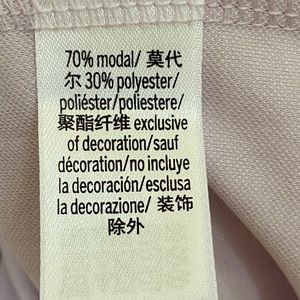 70% modal/ 莫代
尔 30% polyester/
poliéster/poliestere/
聚酯纤维 exclusive
of decoration/sauf
décoration/no incluye
la decoración/esclusa
la decorazione/ 装饰
除外